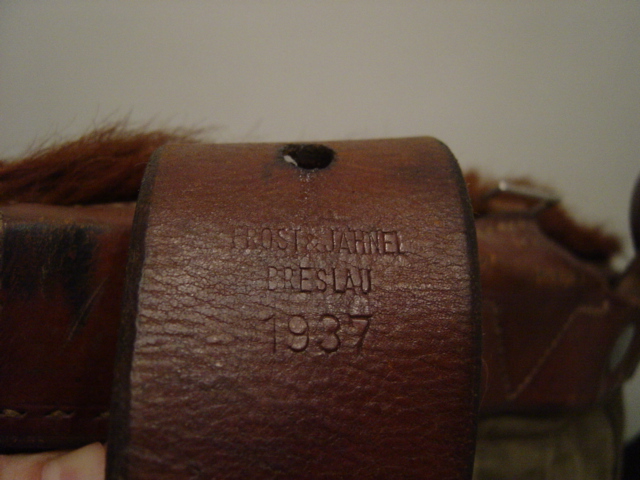 FROST & JAHNEL
BRESLAU
1937